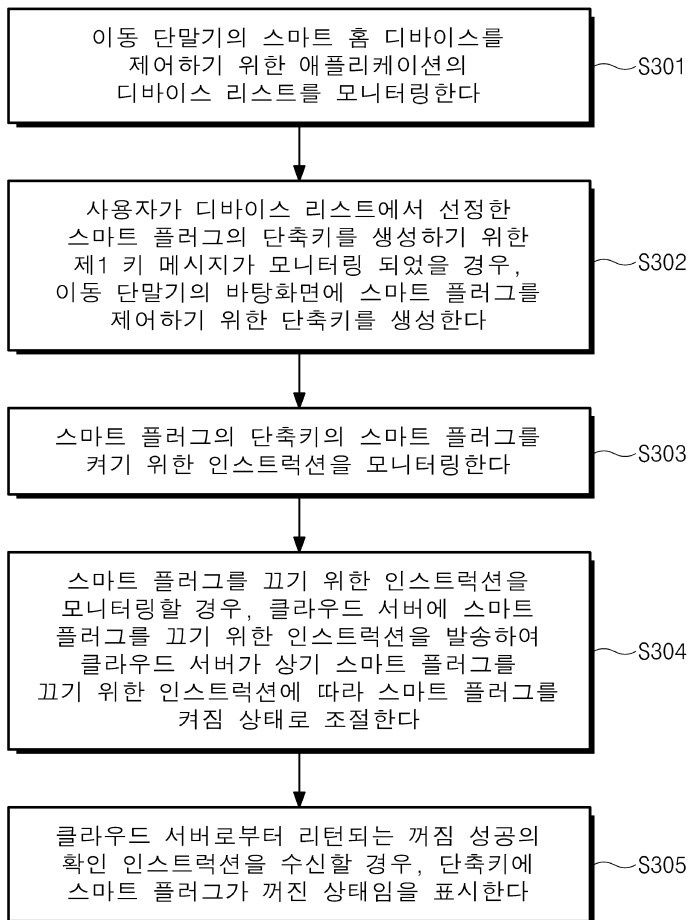 이동 단말기의 스마트 홈 디바이스를
제어하기 위한 애플리케이션의
디바이스 리스트를 모니터링한다
S301
사용자가 디바이스 리스트에서 선정한
스마트 플러그의 단축키를 생성하기 위한
제1 키 메시지가 모니터링 되었을 경우,
이동 단말기의 바탕화면에 스마트 플러그를
제어하기 위한 단축키를 생성한다
S302
스마트 플러그의 단축키의 스마트 플러그를
켜기 위한 인스트럭션을 모니터링한다
S303
스마트 플러그를 끄기 위한 인스트럭션을
모니터링할 경우, 클라우드 서버에 스마트
플러그를 끄기 위한 인스트럭션을 발송하여
클라우드 서버가 상기 스마트 플러그를
끄기 위한 인스트럭션에 따라 스마트 플러그를
켜짐 상태로 조절한다
S304
클라우드 서버로부터 리턴되는 꺼짐 성공의
확인 인스트럭션을 수신할 경우, 단축키에
스마트 플러그가 꺼진 상태임을 표시한다
S305